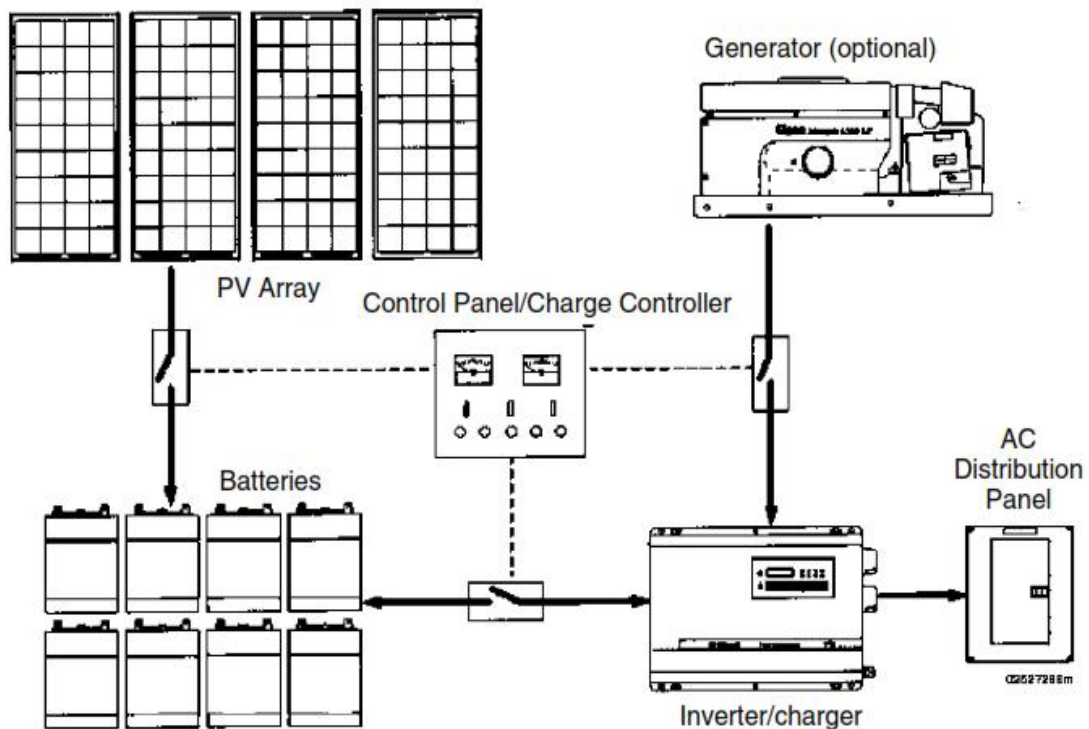 Generator (optional)
PV Array
Control Panel/Charge Controller
Batteries
AC
Distribution
Panel
Inverter/charger